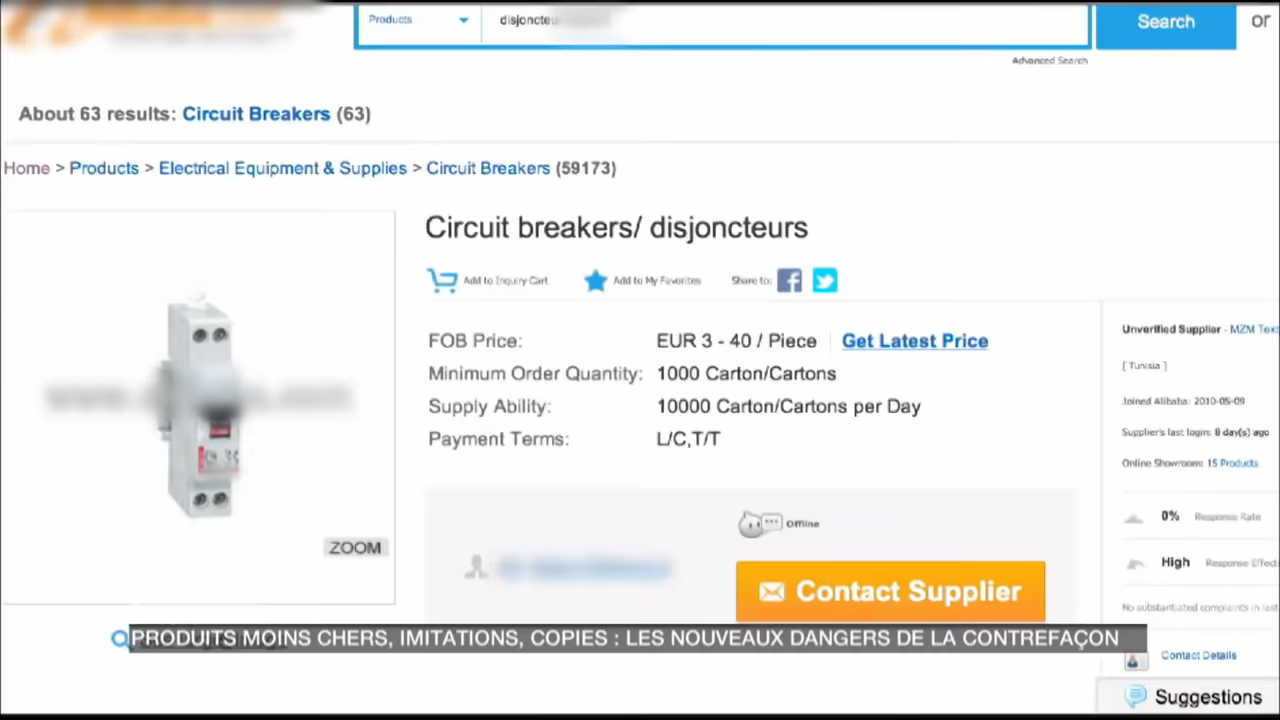 Products
disjoncteu
Search
or
Advanced Search
About 63 results: Circuit Breakers (63)
Home > Products > Electrical Equipment & Supplies > Circuit Breakers (59173)
Circuit breakers/ disjoncteurs
Add to Inquiry Cart
Add to My Favorites
Share to:
FOB Price: EUR 3 - 40 / Piece Get Latest Price
Minimum Order Quantity: 1000 Carton/Cartons
Supply Ability: 10000 Carton/Cartons per Day
Payment Terms: L/C,T/T
ZOOM
Offline
Contact Supplier
Unverified Supplier - MZM
[ Tunisia ]
Joined Alibaba: 2010-05-09
Supplier's last login: 8 day(s) ago
Online Showroom: 15 Products
0% Response Rate
High Response
No substantiated complaints in
Contact Details
Suggestions
PRODUITS MOINS CHERS, IMITATIONS, COPIES : LES NOUVEAUX DANGERS DE LA CONTREFAÇON